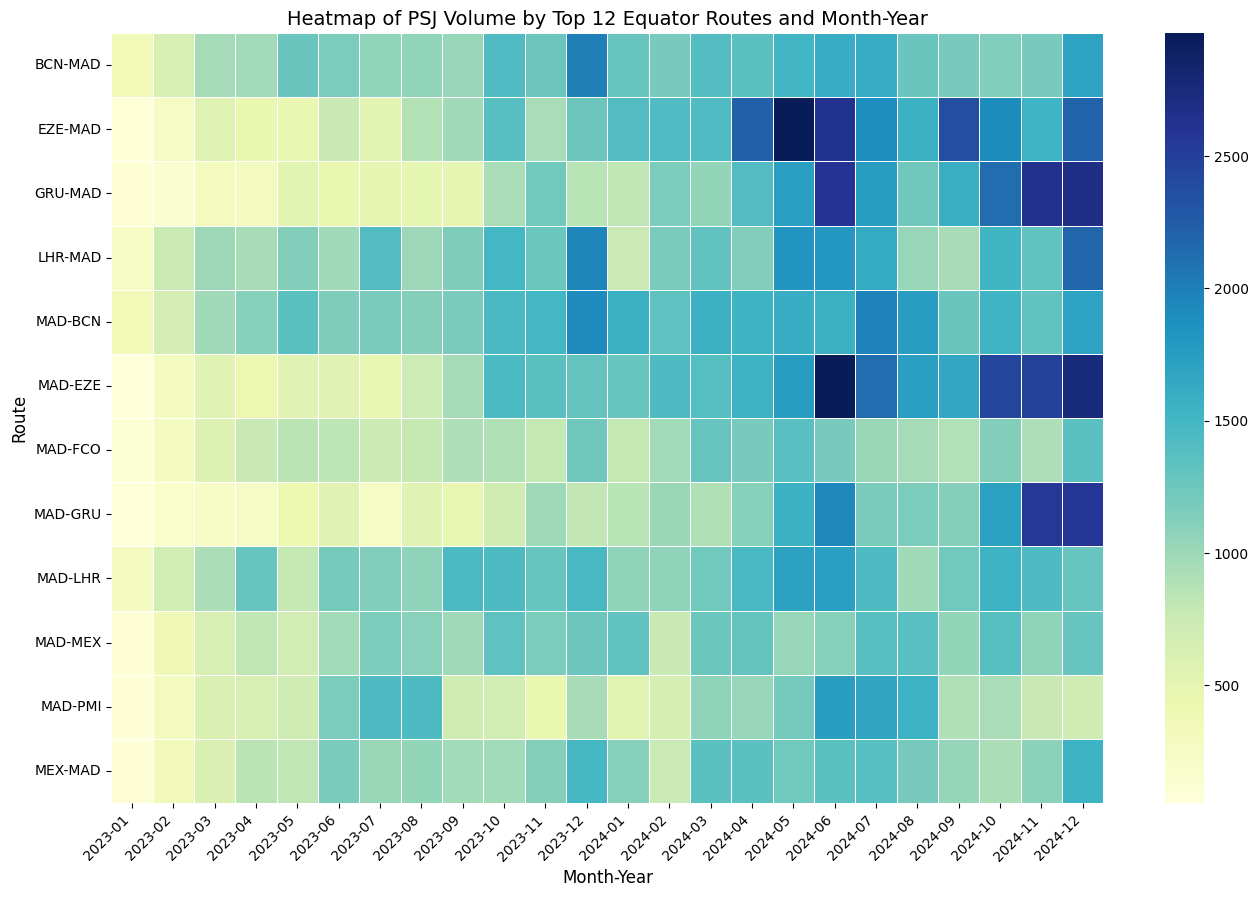 Heatmap of PSJ Volume by Top 12 Equator Routes and Month-Year
BCN-MAD
EZE-MAD
GRU-MAD
LHR-MAD
MAD-BCN
MAD-EZE
MAD-FCO
MAD-GRU
MAD-LHR
MAD-MEX
MAD-PMI
MEX-MAD
Route
2023-01
2023-02
2023-03
2023-04
2023-05
2023-06
2023-07
2023-08
2023-09
2023-10
2023-11
2023-12
2024-01
2024-02
2024-03
2024-04
2024-05
2024-06
2024-07
2024-08
2024-09
2024-10
2024-11
2024-12
Month-Year
2500
2000
1500
1000
500